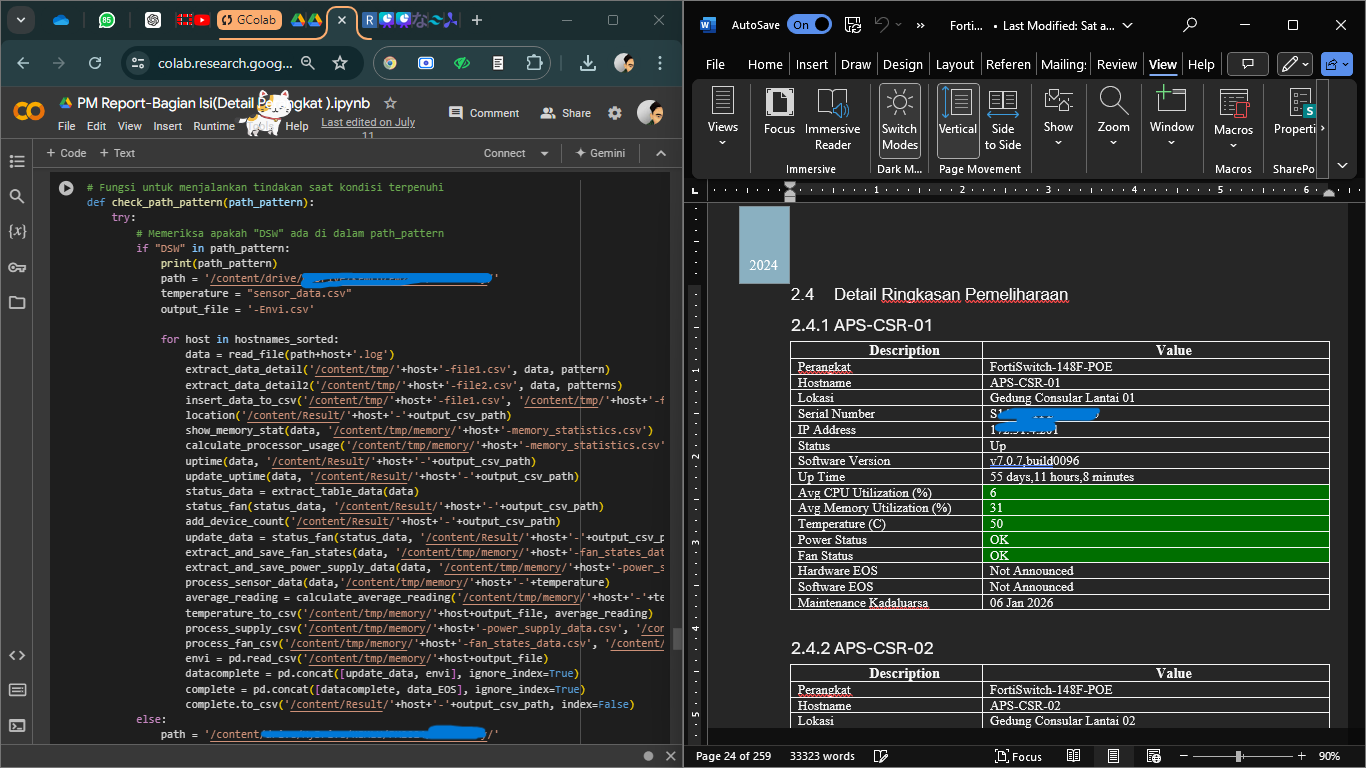 GColab
colab.research.goog...
PM Report-Bagian Isi(Detail Perangkat ).ipynb
File Edit View Insert Runtime Help Last edited on July 11
Comment Share
+ Code + Text Connect Gemini
# Fungsi untuk menjalankan tindakan saat kondisi terpenuhi
def check_path_pattern(path_pattern):
try:
# Memeriksa apakah "DSW" ada di dalam path_pattern
if "DSW" in path_pattern:
print(path_pattern)
path = '/content/drive/
temperature = "sensor_data.csv"
output_file = '-Envi.csv'
for host in hostnames_sorted:
data = read_file(path+host+'.log')
extract_data_detail('/content/tmp/'+host+'-file1.csv', data, pattern)
extract_data_detail2('/content/tmp/'+host+'-file2.csv', data, patterns)
insert_data_to_csv('/content/tmp/'+host+'-file1.csv', '/content/tmp/'+host+'-f
location('/content/Result/'+host+'-'+output_csv_path)
show_memory_stat(data, '/content/tmp/memory/'+host+'-memory_statistics.csv')
calculate_processor_usage('/content/tmp/memory/'+host+'-memory_statistics.csv'
uptime(data, '/content/Result/'+host+'-'+output_csv_path)
update_uptime(data, '/content/Result/'+host+'-'+output_csv_path)
status_data = extract_table_data(data)
status_fan(status_data, '/content/Result/'+host+'-'+output_csv_path)
add_device_count('/content/Result/'+host+'-'+output_csv_path)
update_data = status_fan(status_data, '/content/Result/'+host+'-'+output_csv_p
extract_and_save_fan_states(data, '/content/tmp/memory/'+host+'-fan_states_dat
extract_and_save_power_supply_data(data, '/content/tmp/memory/'+host+'-power_s
process_sensor_data(data,'/content/tmp/memory/'+host+'-'+temperature)
average_reading = calculate_average_reading('/content/tmp/memory/'+host+'-'+te
temperature_to_csv('/content/tmp/memory/'+host+output_file, average_reading)
process_supply_csv('/content/tmp/memory/'+host+'-power_supply_data.csv', '/con
process_fan_csv('/content/tmp/memory/'+host+'-fan_states_data.csv', '/content/
envi = pd.read_csv('/content/tmp/memory/'+host+output_file)
datacomplete = pd.concat([update_data, envi], ignore_index=True)
complete = pd.concat([datacomplete, data_EOS], ignore_index=True)
complete.to_csv('/content/Result/'+host+'-'+output_csv_path, index=False)
else:
path = '/content/
AutoSave On Forti... • Last Modified: Sat a...
File Home Insert Draw Design Layout Referen Mailing: Review View Help
Views Focus Immersive Reader Switch Modes Vertical Side to Side Show Zoom Window Macros Properti
Immersive Dark M... Page Movement Macros SharePo
1 2 3 4 5 6
2024
2.4 Detail Ringkasan Pemeliharaan
2.4.1 APS-CSR-01
Description Value
Perangkat FortiSwitch-148F-POE
Hostname APS-CSR-01
Lokasi Gedung Consular Lantai 01
Serial Number
IP Address
Status Up
Software Version v7.0.7,build0096
Up Time 55 days,11 hours,8 minutes
Avg CPU Utilization (%) 6
Avg Memory Utilization (%) 31
Temperature (C) 50
Power Status OK
Fan Status OK
Hardware EOS Not Announced
Software EOS Not Announced
Maintenance Kadaluarsa 06 Jan 2026
2.4.2 APS-CSR-02
Description Value
Perangkat FortiSwitch-148F-POE
Hostname APS-CSR-02
Lokasi Gedung Consular Lantai 02
Page 24 of 259 33323 words Focus 90%